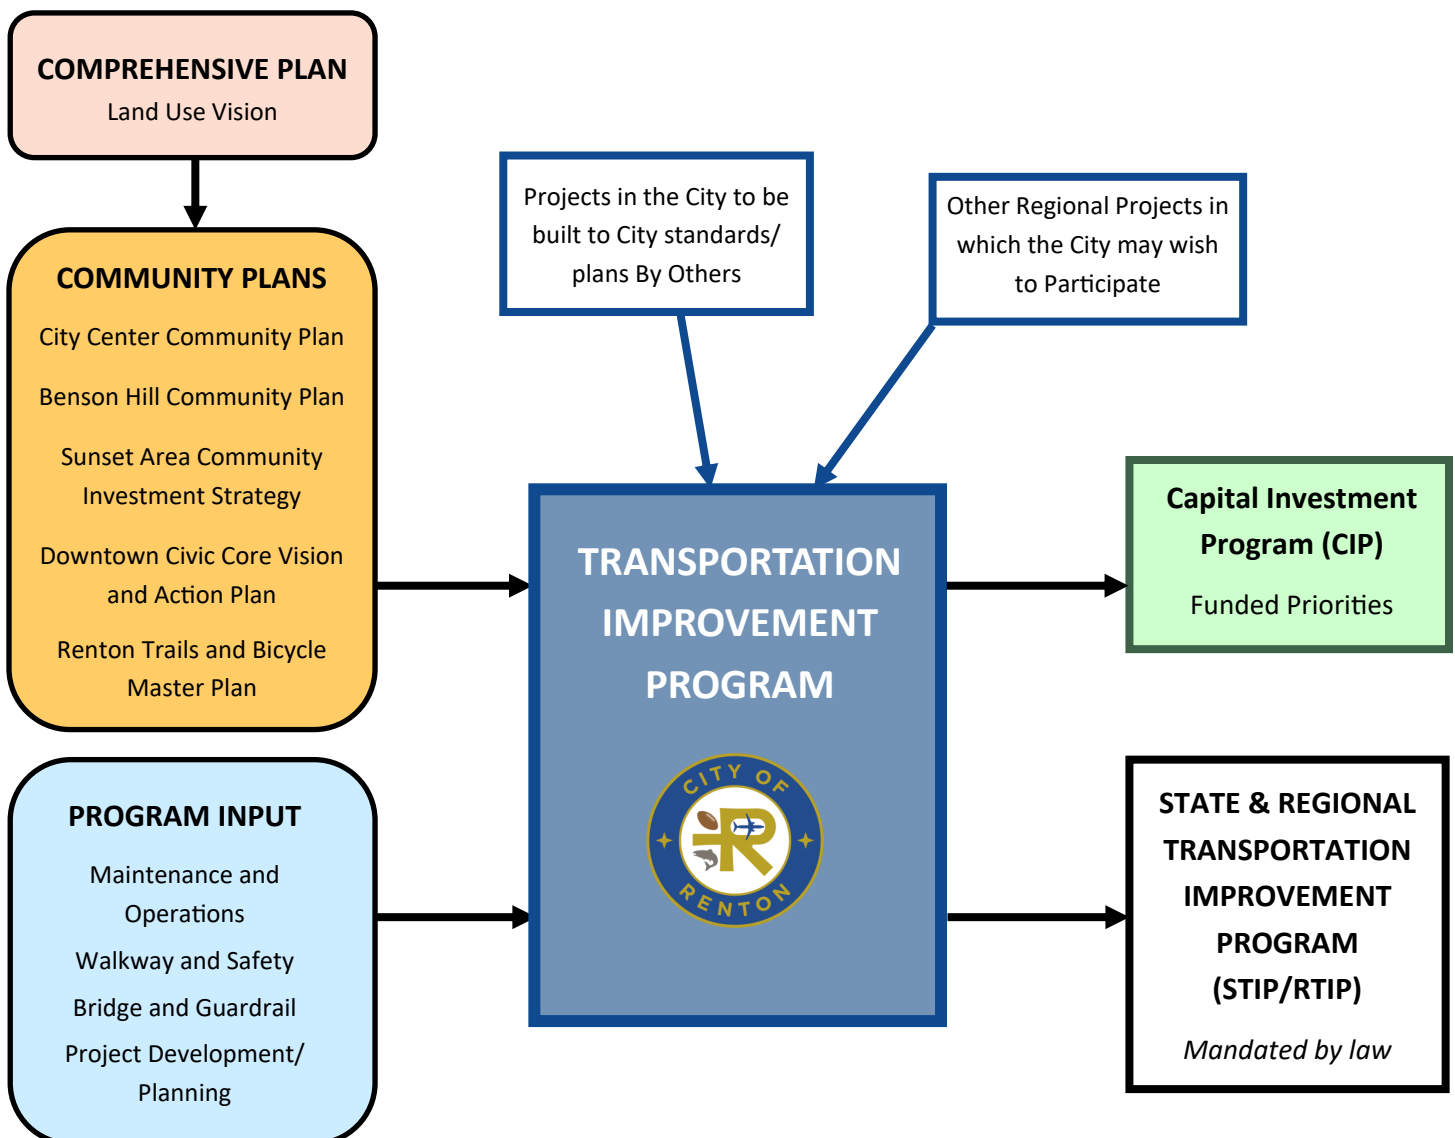 COMPREHENSIVE PLAN
Land Use Vision
COMMUNITY PLANS
City Center Community Plan
Benson Hill Community Plan
Sunset Area Community
Investment Strategy
Downtown Civic Core Vision
and Action Plan
Renton Trails and Bicycle
Master Plan
PROGRAM INPUT
Maintenance and
Operations
Walkway and Safety
Bridge and Guardrail
Project Development/
Planning
Projects in the City to be
built to City standards/
plans By Others
Other Regional Projects in
which the City may wish
to Participate
TRANSPORTATION
IMPROVEMENT
PROGRAM
CITY OF
R
RENTON
Capital Investment
Program (CIP)
Funded Priorities
STATE & REGIONAL
TRANSPORTATION
IMPROVEMENT
PROGRAM
(STIP/RTIP)
Mandated by law